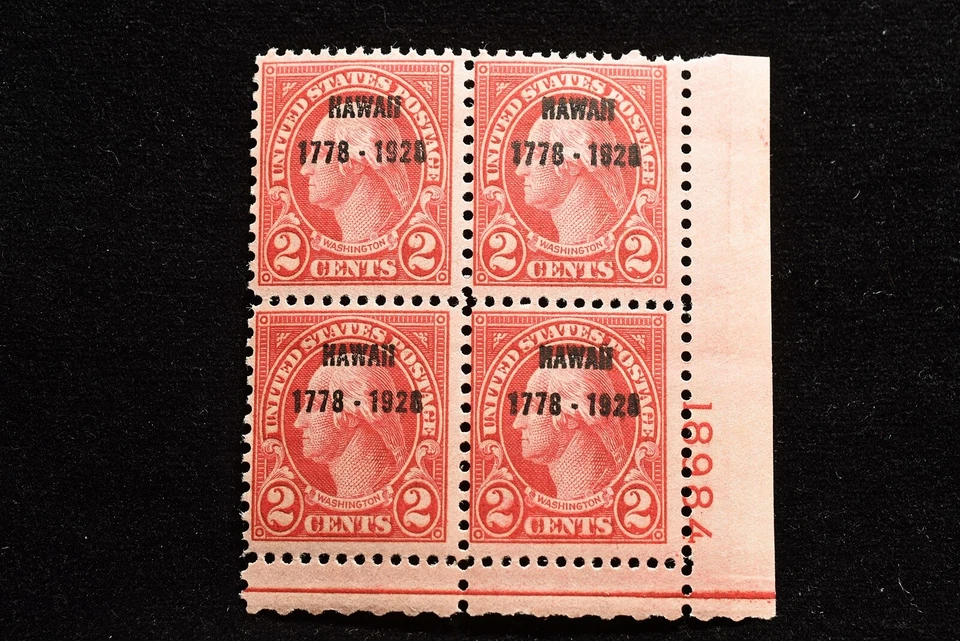 UNITED STATES POSTAGE
HAWAII
1778 - 1928
WASHINGTON
2 CENTS 2
UNITED STATES POSTAGE
HAWAII
1778 - 1928
WASHINGTON
2 CENTS 2
UNITED STATES POSTAGE
HAWAII
1778 - 1928
WASHINGTON
2 CENTS 2
UNITED STATES POSTAGE
HAWAII
1778 - 1928
WASHINGTON
2 CENTS 2
18984